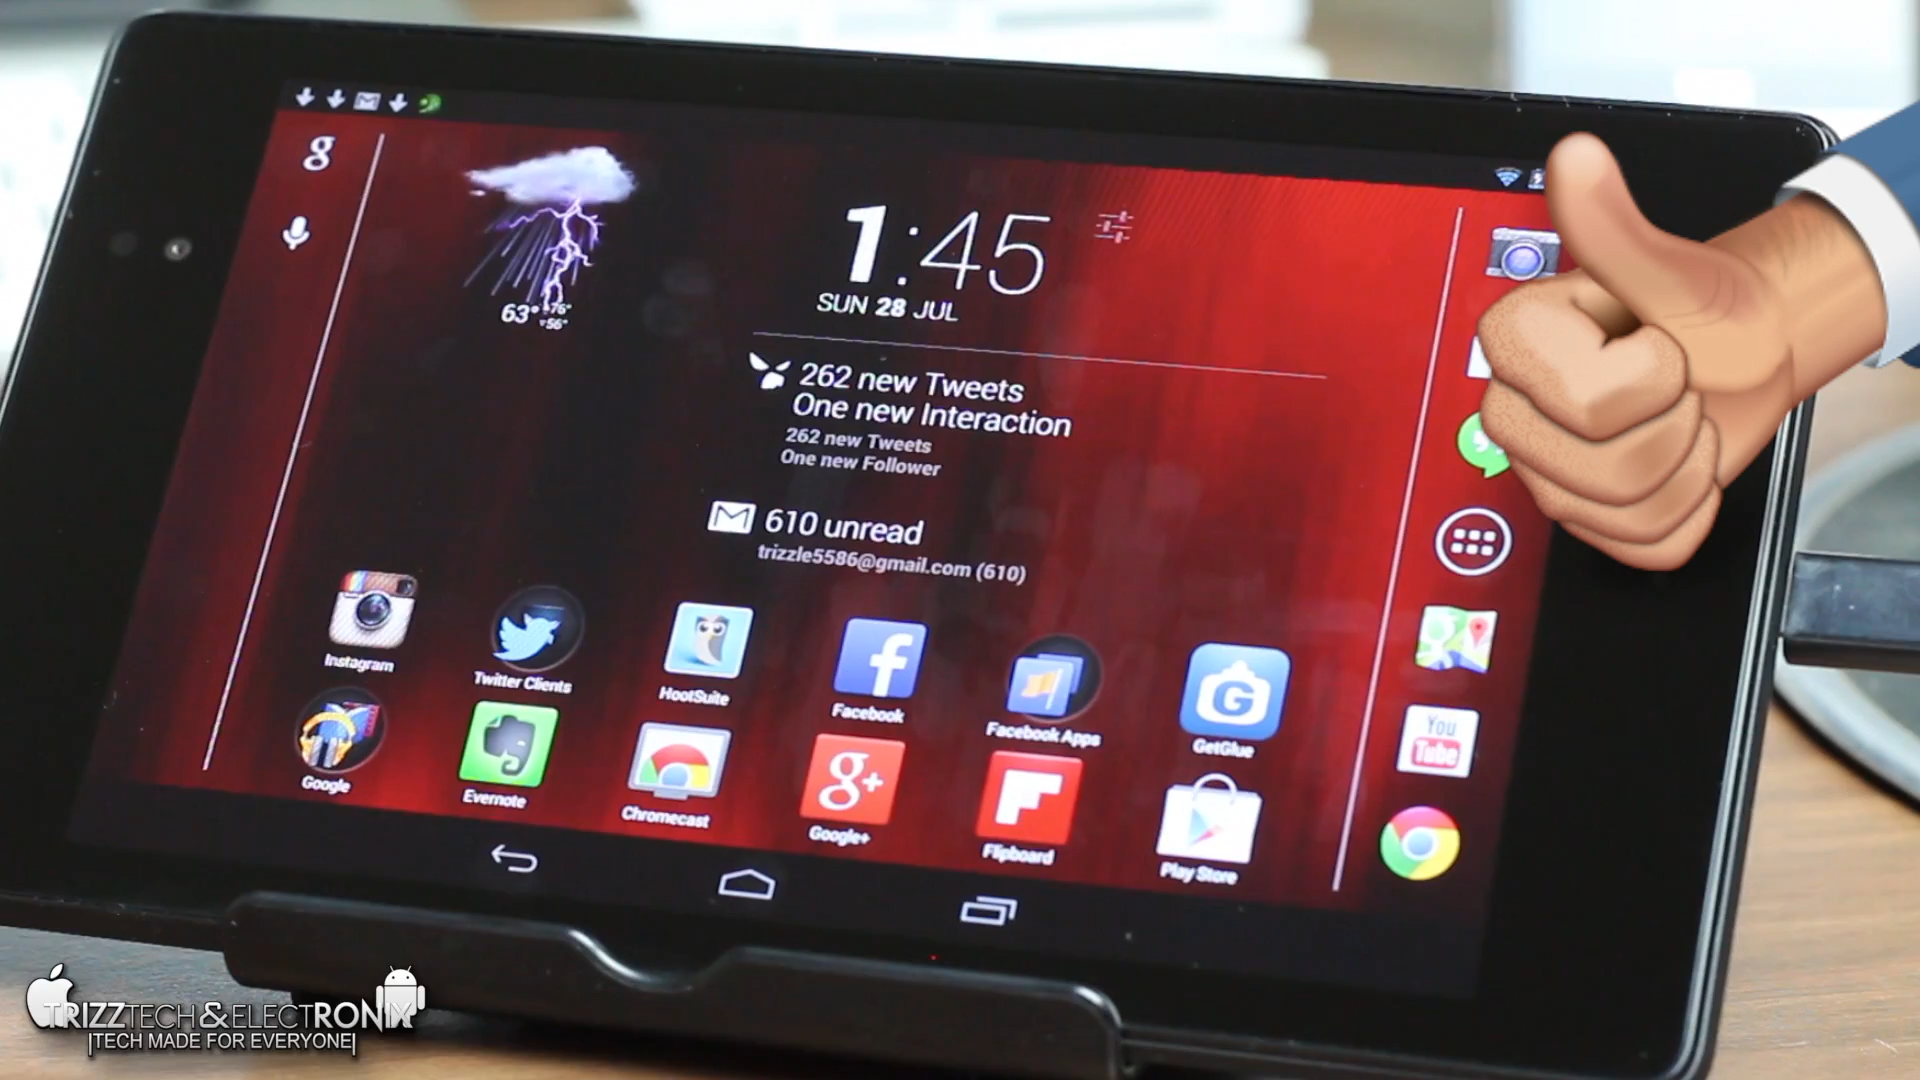 g
1:45
SUN 28 JUL
63° ▲76°
▼56°
262 new Tweets
One new Interaction
262 new Tweets
One new Follower
610 unread
trizzle5586@gmail.com (610)
Instagram
Twitter Clients
HootSuite
f
Facebook
Facebook Apps
G
GetGlue
Google
Evernote
Chromecast
g+
Google+
Flipboard
Play Store
You
Tube
TRIZZTECH&ELECTRONIX
|TECH MADE FOR EVERYONE|